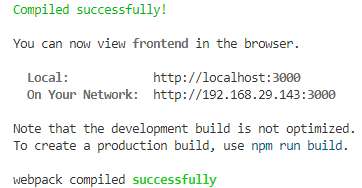 Compiled successfully!
You can now view frontend in the browser.
Local: http://localhost:3000
On Your Network: http://192.168.29.143:3000
Note that the development build is not optimized.
To create a production build, use npm run build.
webpack compiled successfully